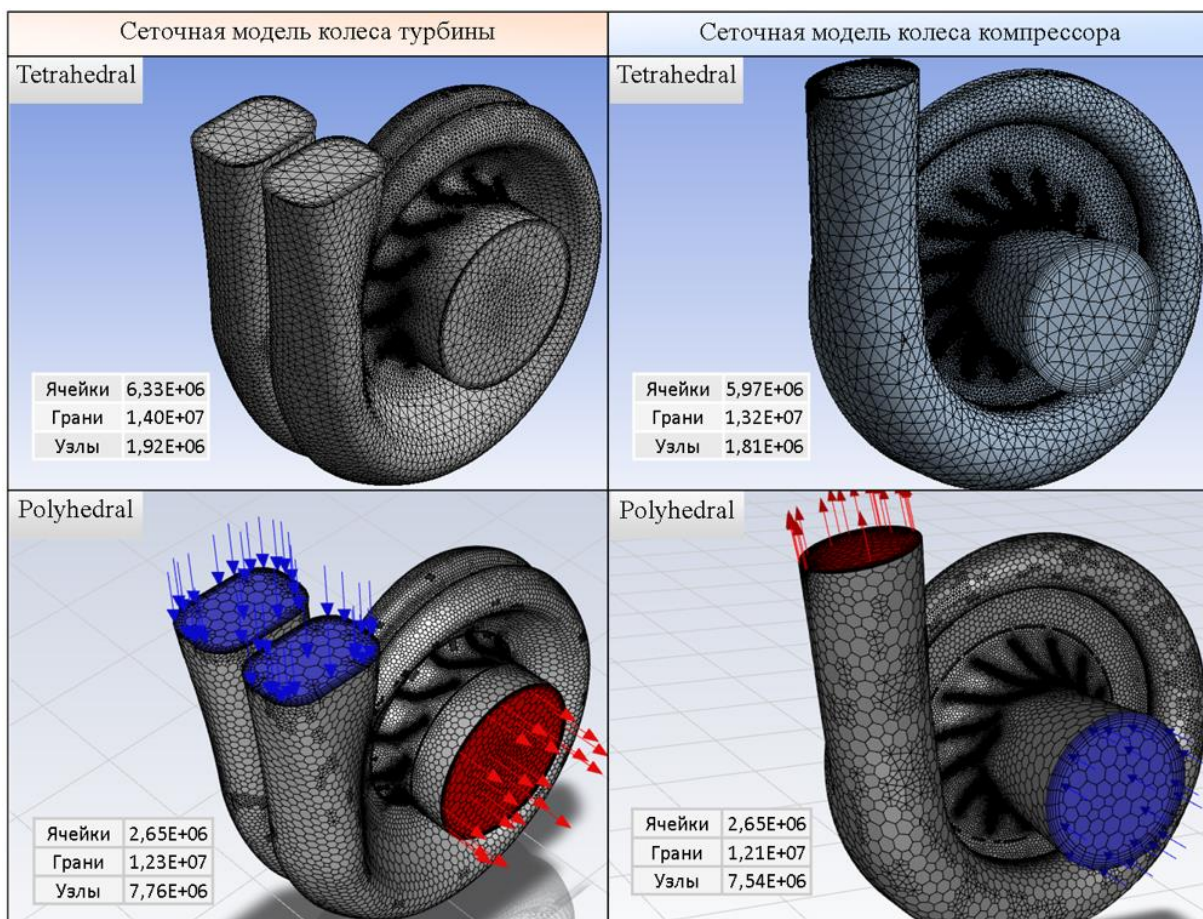 Сеточная модель колеса турбины
Сеточная модель колеса компрессора
Tetrahedral
Ячейки 6,33E+06
Грани 1,40E+07
Узлы 1,92E+06
Tetrahedral
Ячейки 5,97E+06
Грани 1,32E+07
Узлы 1,81E+06
Polyhedral
Ячейки 2,65E+06
Грани 1,23E+07
Узлы 7,76E+06
Polyhedral
Ячейки 2,65E+06
Грани 1,21E+07
Узлы 7,54E+06